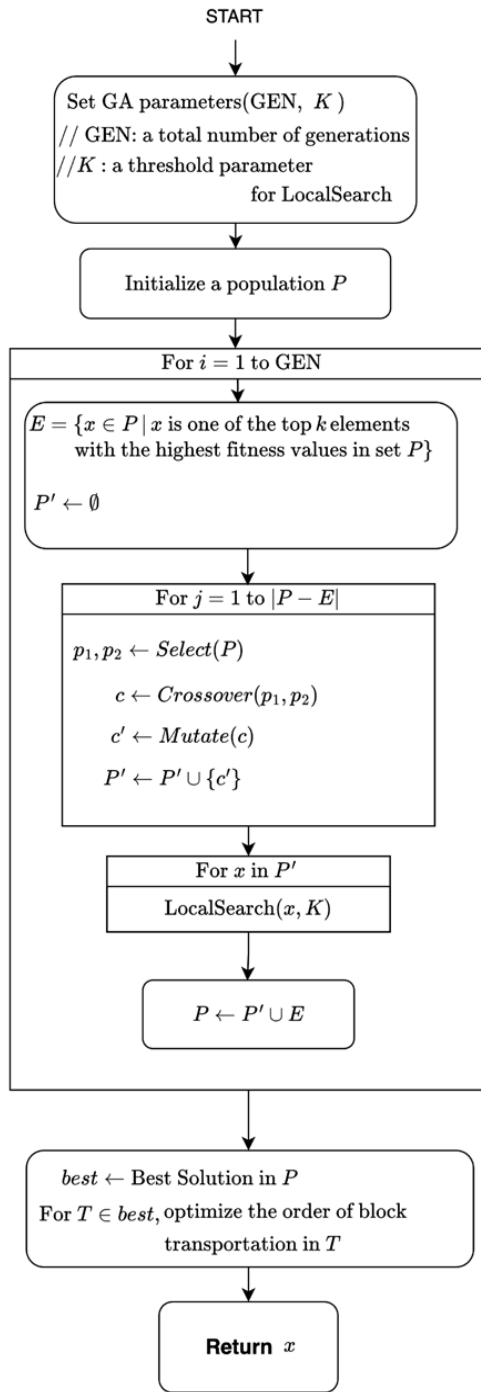 START
Set GA parameters(GEN, K )
// GEN: a total number of generations
//K : a threshold parameter
for LocalSearch
Initialize a population P
For i = 1 to GEN
E = {x ∈ P | x is one of the top k elements
with the highest fitness values in set P}
P′ ← ∅
For j = 1 to |P − E|
p₁, p₂ ← Select(P)
c ← Crossover(p₁, p₂)
c′ ← Mutate(c)
P′ ← P′ ∪ {c′}
For x in P′
LocalSearch(x, K)
P ← P′ ∪ E
best ← Best Solution in P
For T ∈ best, optimize the order of block
transportation in T
Return x